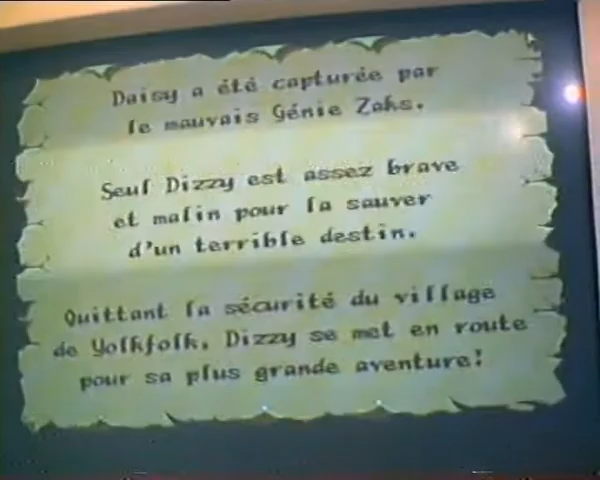 Daisy a été capturée par
le mauvais Génie Zaks.
Seul Dizzy est assez brave
et malin pour la sauver
d'un terrible destin.
Quittant la sécurité du village
de Yolkfolk, Dizzy se met en route
pour sa plus grande aventure!